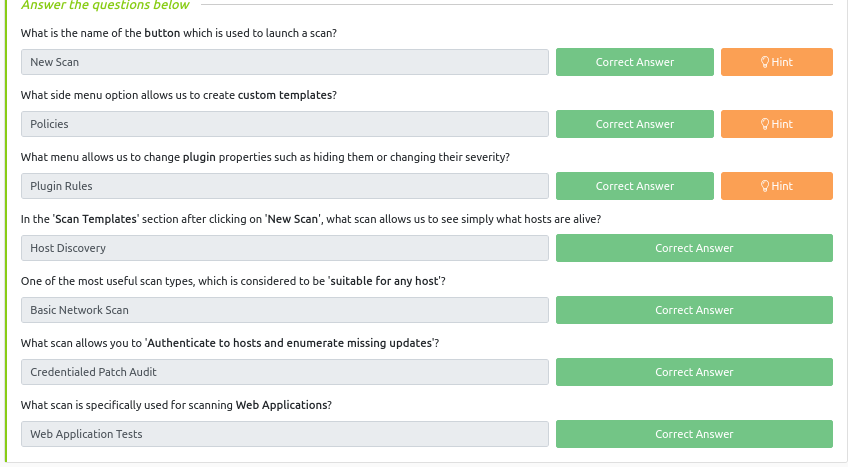 Answer the questions below
What is the name of the button which is used to launch a scan?
New Scan Correct Answer Hint
What side menu option allows us to create custom templates?
Policies Correct Answer Hint
What menu allows us to change plugin properties such as hiding them or changing their severity?
Plugin Rules Correct Answer Hint
In the 'Scan Templates' section after clicking on 'New Scan', what scan allows us to see simply what hosts are alive?
Host Discovery Correct Answer
One of the most useful scan types, which is considered to be 'suitable for any host'?
Basic Network Scan Correct Answer
What scan allows you to 'Authenticate to hosts and enumerate missing updates'?
Credentialed Patch Audit Correct Answer
What scan is specifically used for scanning Web Applications?
Web Application Tests Correct Answer